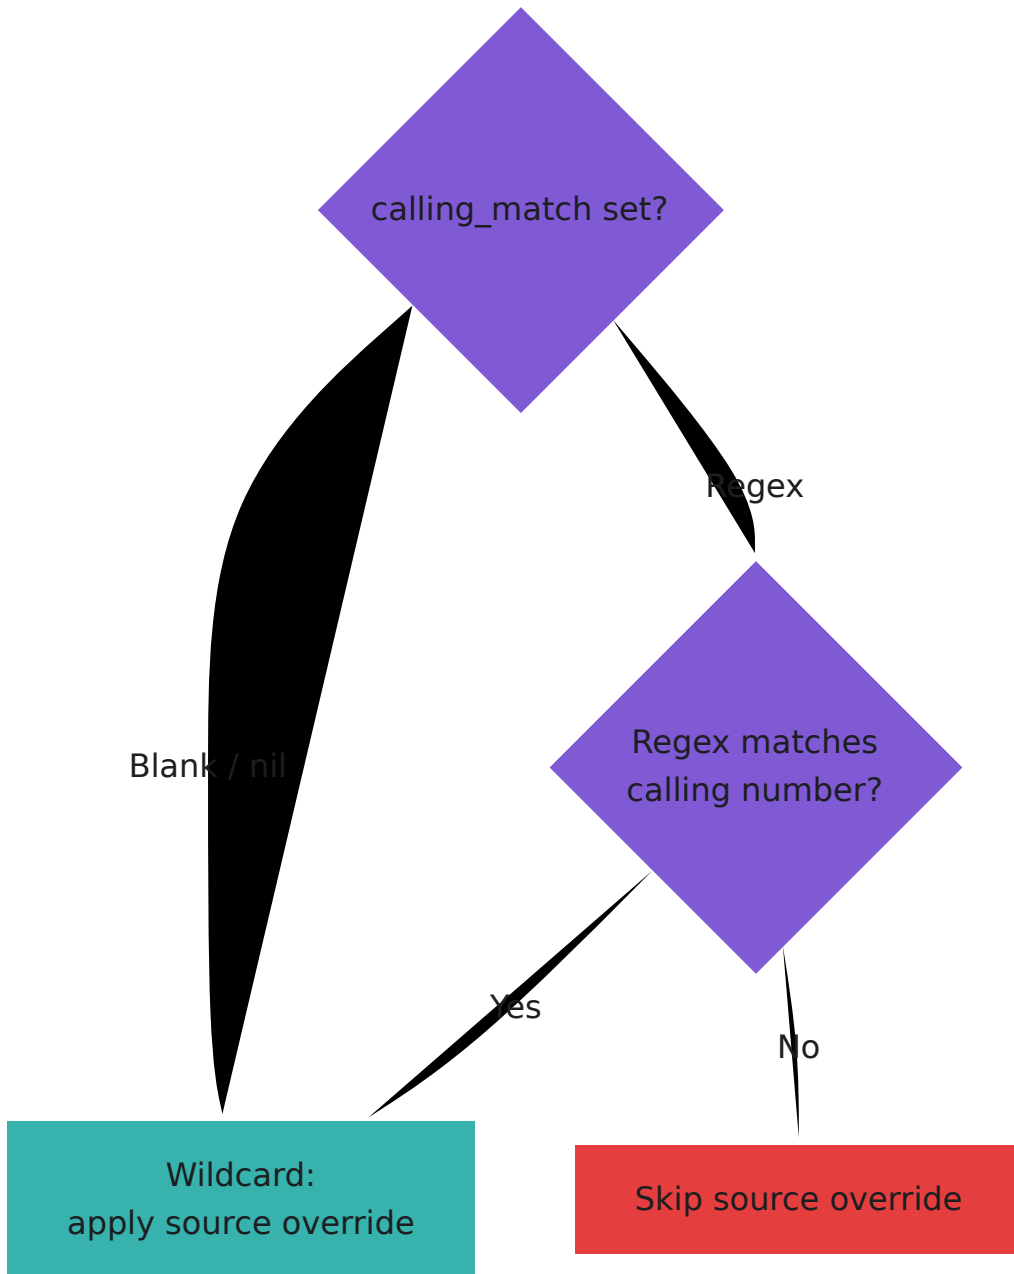 calling_match set?
Regex
Regex matches
calling number?
Blank / nil
Yes
No
Wildcard:
apply source override
Skip source override